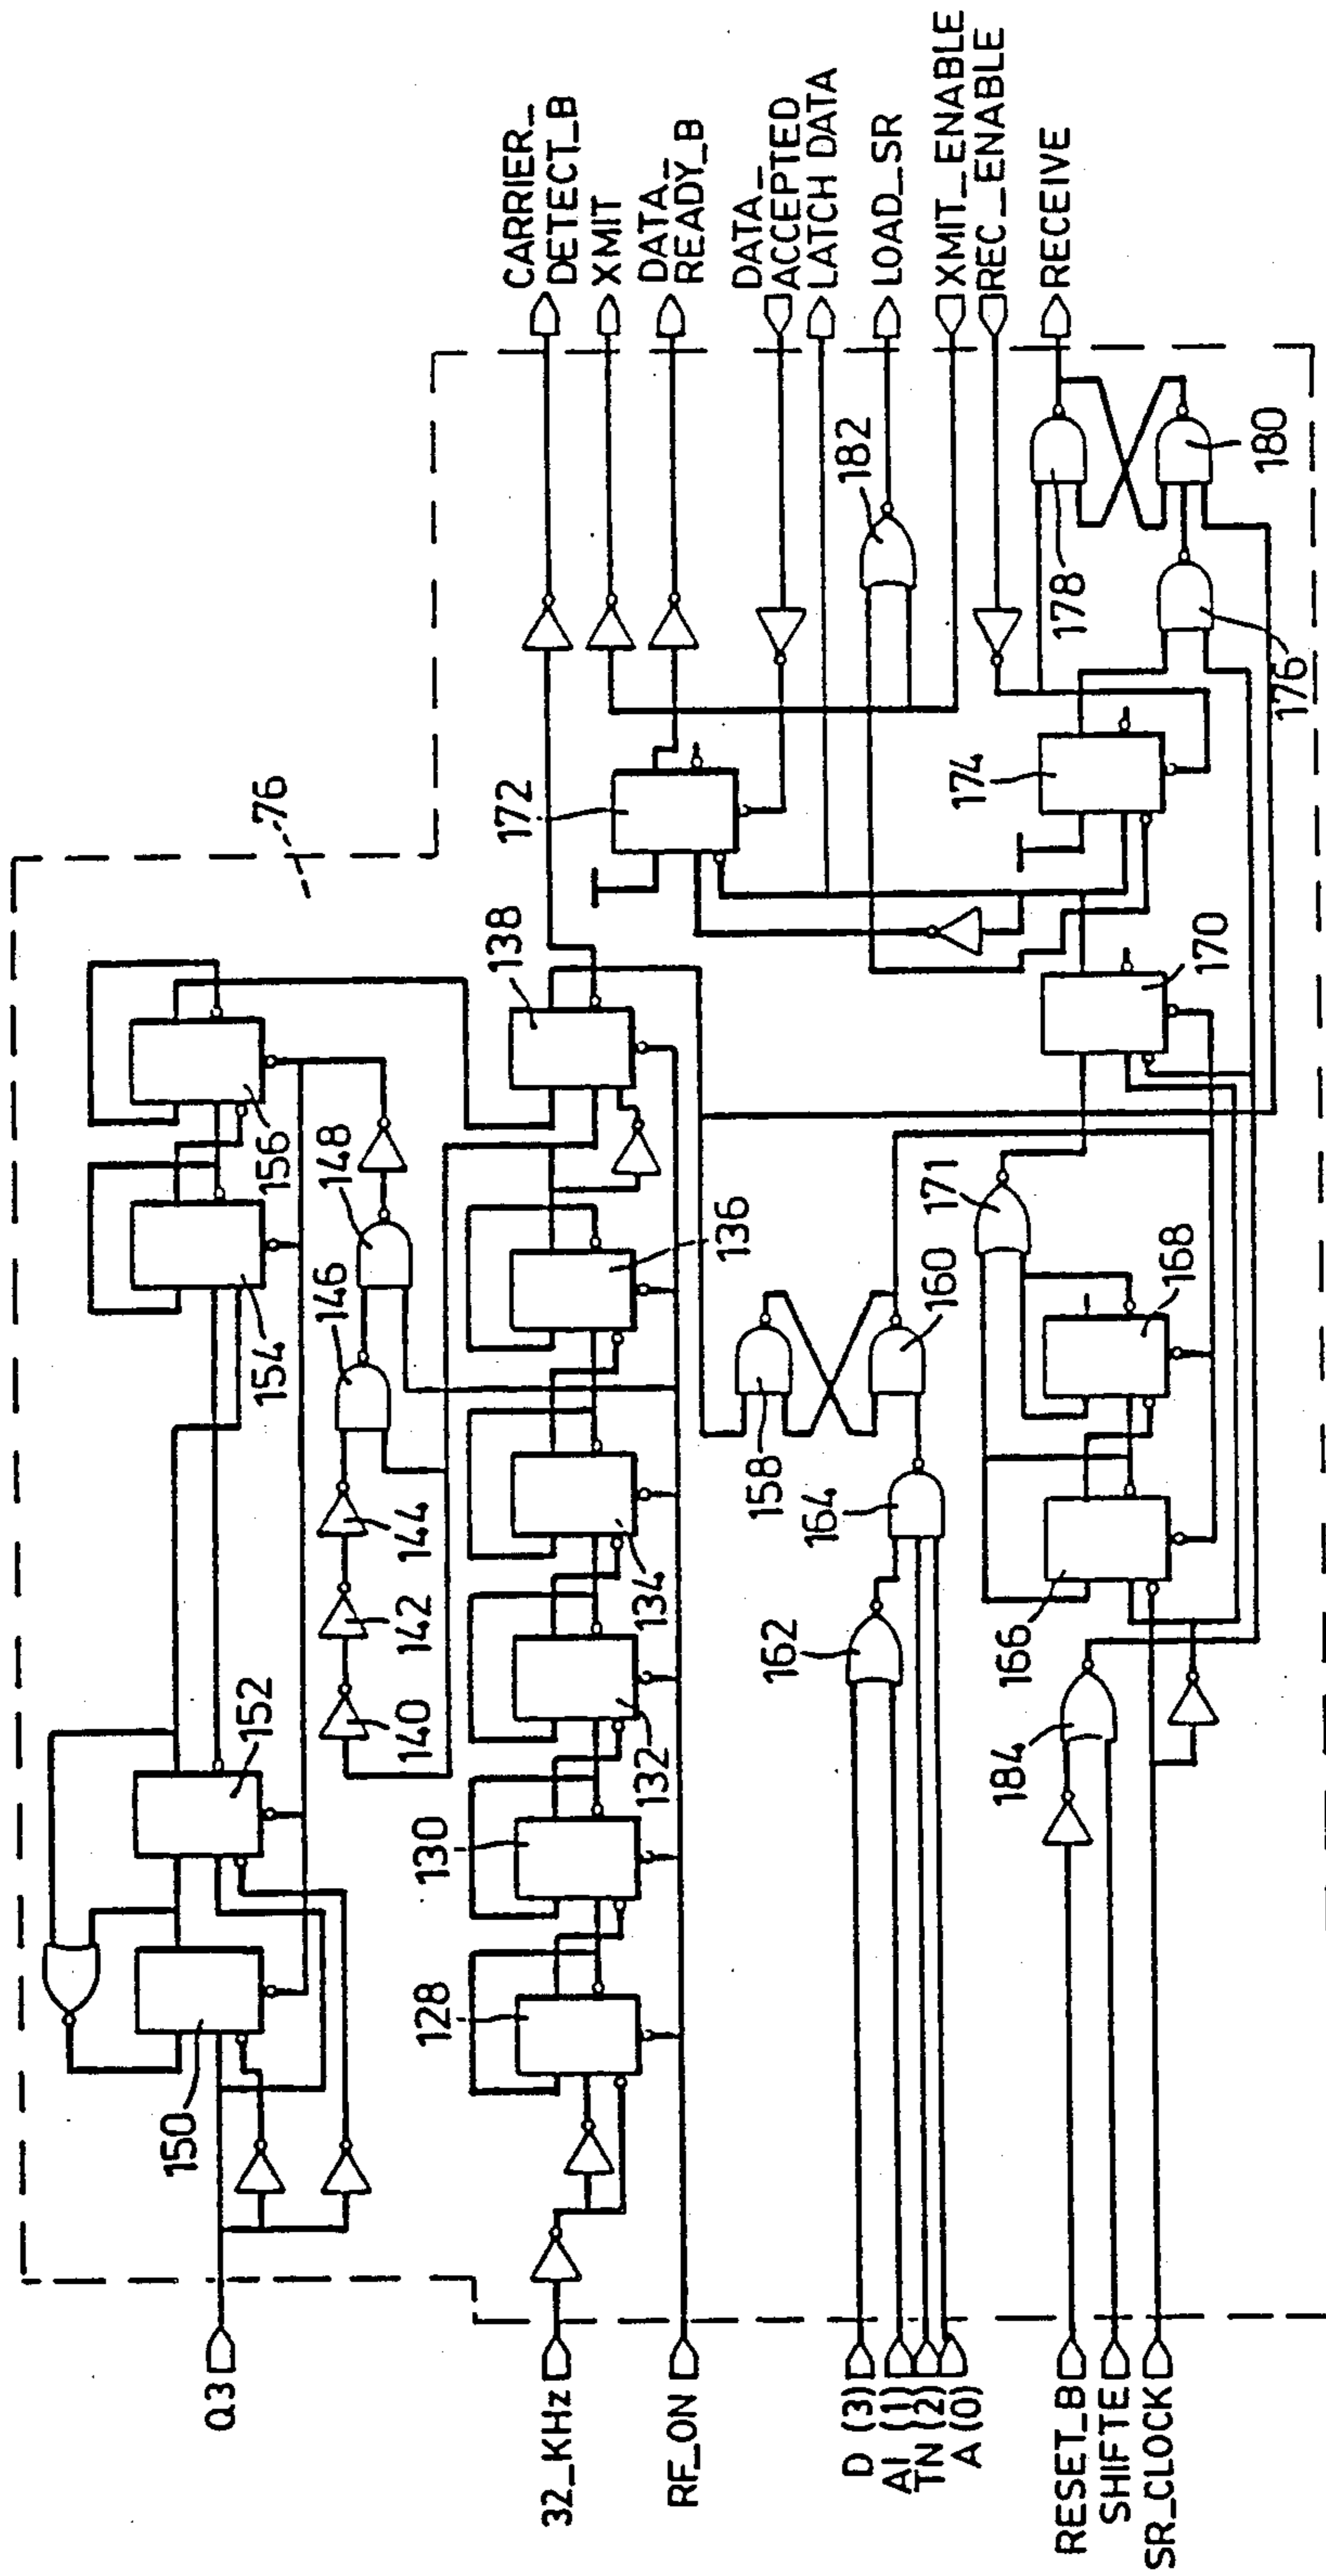 76
Q3
150
152
154
156
140
142
144
146
148
32_KHz
RF_ON
128
130
132
134
136
138
172
D (3)
AI (1)
TN (2)
A (0)
162
164
158
160
171
182
RESET_B
SHIFTE
SR_CLOCK
184
166
168
170
174
176
178
180
CARRIER_
DETECT_B
XMIT
DATA_
READY_B
DATA_
ACCEPTED
LATCH DATA
LOAD_SR
XMIT_ENABLE
REC_ENABLE
RECEIVE